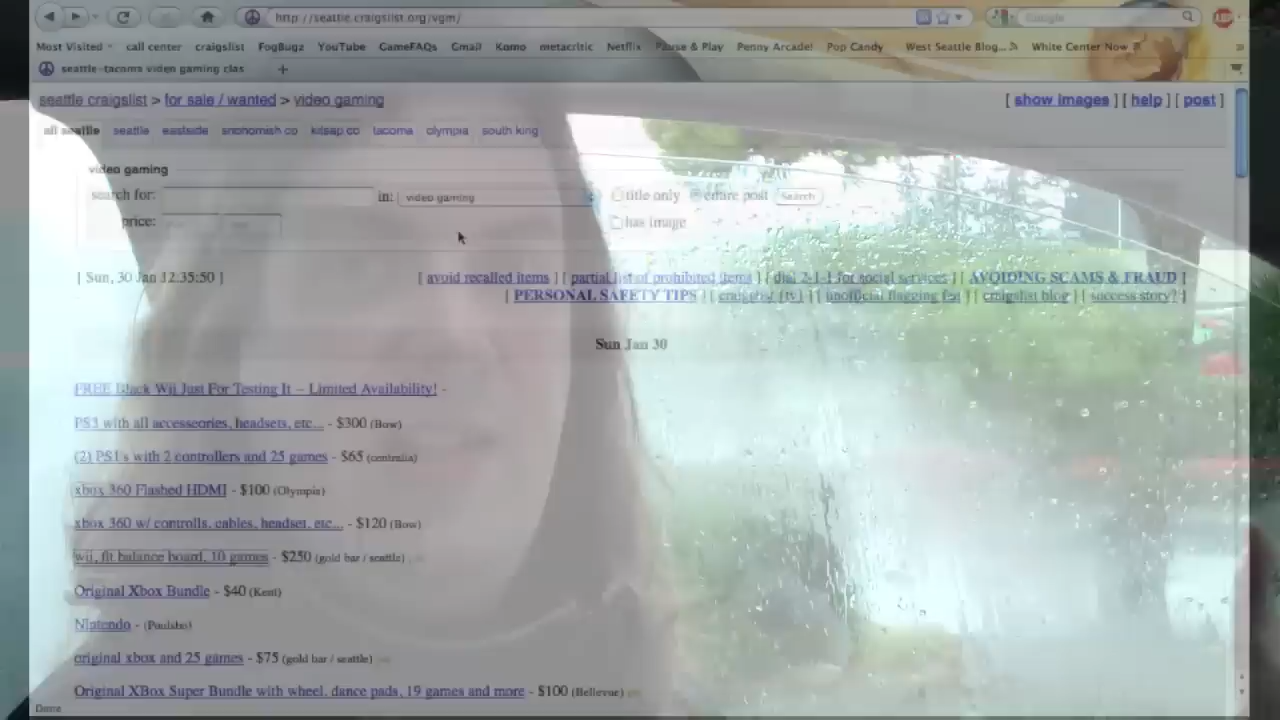 http://seattle.craigslist.org/vgm/
Google
Most Visited call center craigslist FogBugz YouTube GameFAQs Gmail Komo metacritic Netflix Pause & Play Penny Arcade! Pop Candy West Seattle Blog... White Center Now »
seattle-tacoma video gaming clas +
seattle craigslist > for sale / wanted > video gaming [ show images ] [ help ] [ post ]
all seattle seattle eastside snohomish co kitsap co tacoma olympia south king
video gaming
search for: in: video gaming title only entire post Search
price: has image
[ Sun, 30 Jan 12:35:50 ] [ avoid recalled items ] [ partial list of prohibited items ] [ dial 2-1-1 for social services ] [ AVOIDING SCAMS & FRAUD ]
[ PERSONAL SAFETY TIPS ] [ craigslist [tv] ] [ unofficial flagging faq ] [ craigslist blog ] [ success story? ]
Sun Jan 30
FREE Black Wii Just For Testing It – Limited Availability! -
PS3 with all accesseories, headsets, etc... - $300 (Bow)
(2) PS1's with 2 controllers and 25 games - $65 (centralia)
xbox 360 Flashed HDMI - $100 (Olympia)
xbox 360 w/ controlls, cables, headset, etc... - $120 (Bow)
wii, fit balance board, 10 games - $250 (gold bar / seattle)
Original Xbox Bundle - $40 (Kent)
Nintendo - (Poulsbo)
original xbox and 25 games - $75 (gold bar / seattle)
Original XBox Super Bundle with wheel, dance pads, 19 games and more - $100 (Bellevue)
Done